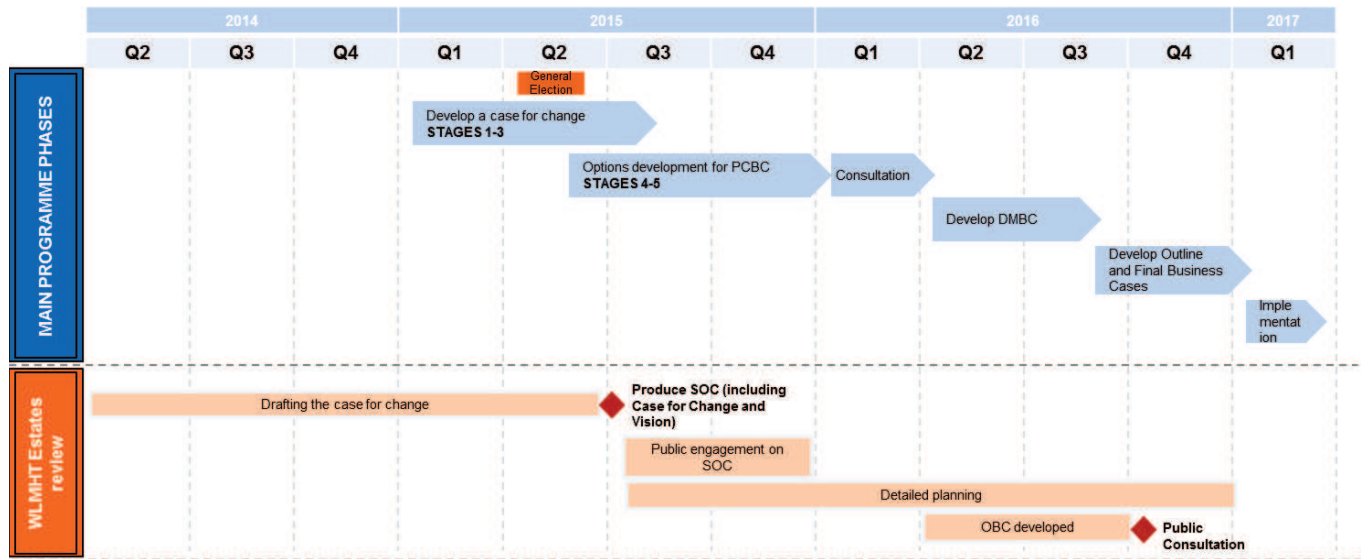 2014 2015 2016 2017
Q2 Q3 Q4 Q1 Q2 Q3 Q4 Q1 Q2 Q3 Q4 Q1
MAIN PROGRAMME PHASES
General
Election
Develop a case for change
STAGES 1-3
Options development for PCBC
STAGES 4-5
Consultation
Develop DMBC
Develop Outline
and Final Business
Cases
Imple
mentat
ion
WLMHT Estates
review
Drafting the case for change
Produce SOC (including
Case for Change and
Vision)
Public engagement on
SOC
Detailed planning
OBC developed
Public
Consultation